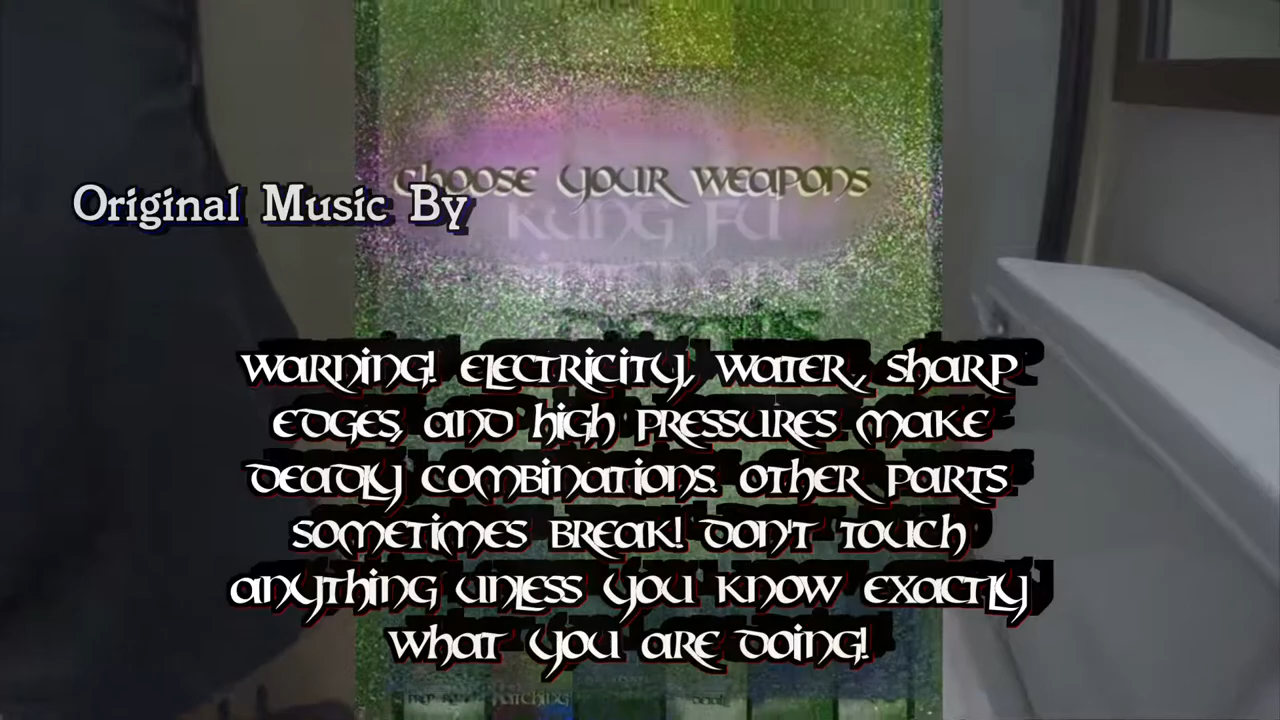 Choose Your Weapons
Original Music By
Kung Fu
Warning! Electricity, Water, Sharp
Edges, and High Pressures Make
Deadly Combinations. Other Parts
Sometimes Break! Don't Touch
Anything Unless You Know Exactly
What You Are Doing!